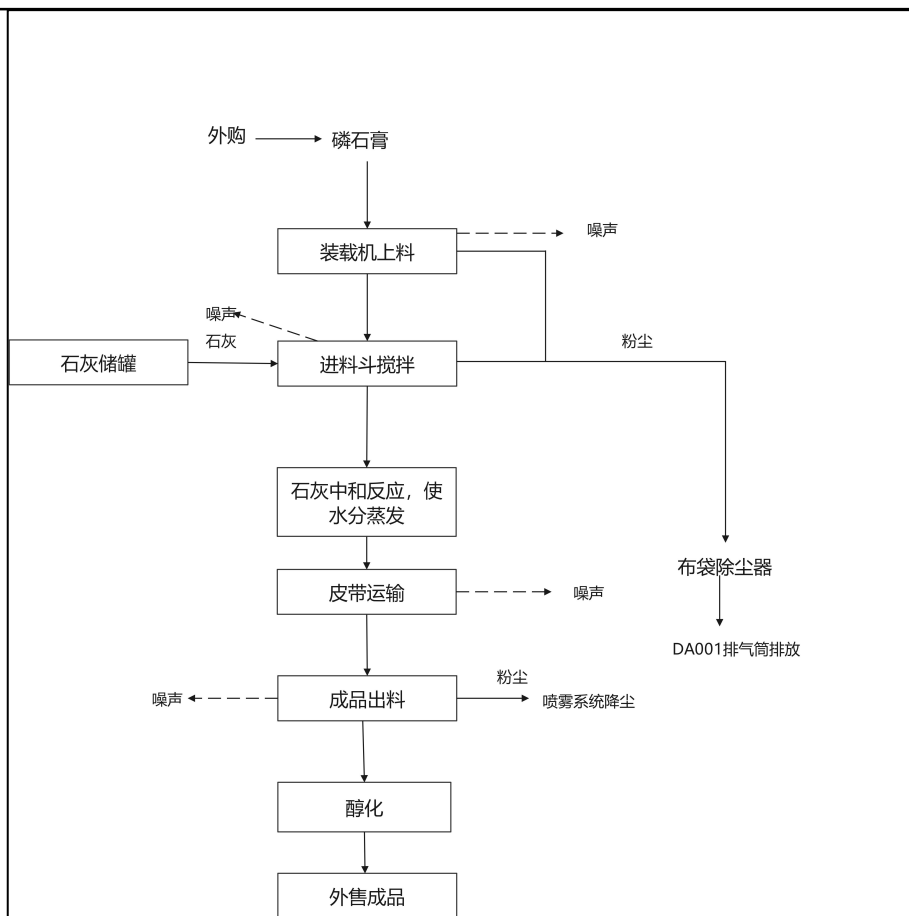 外购
磷石膏
装载机上料
噪声
噪声
石灰
石灰储罐
进料斗搅拌
粉尘
石灰中和反应，使
水分蒸发
布袋除尘器
皮带运输
噪声
DA001排气筒排放
粉尘
噪声
成品出料
喷雾系统降尘
醇化
外售成品